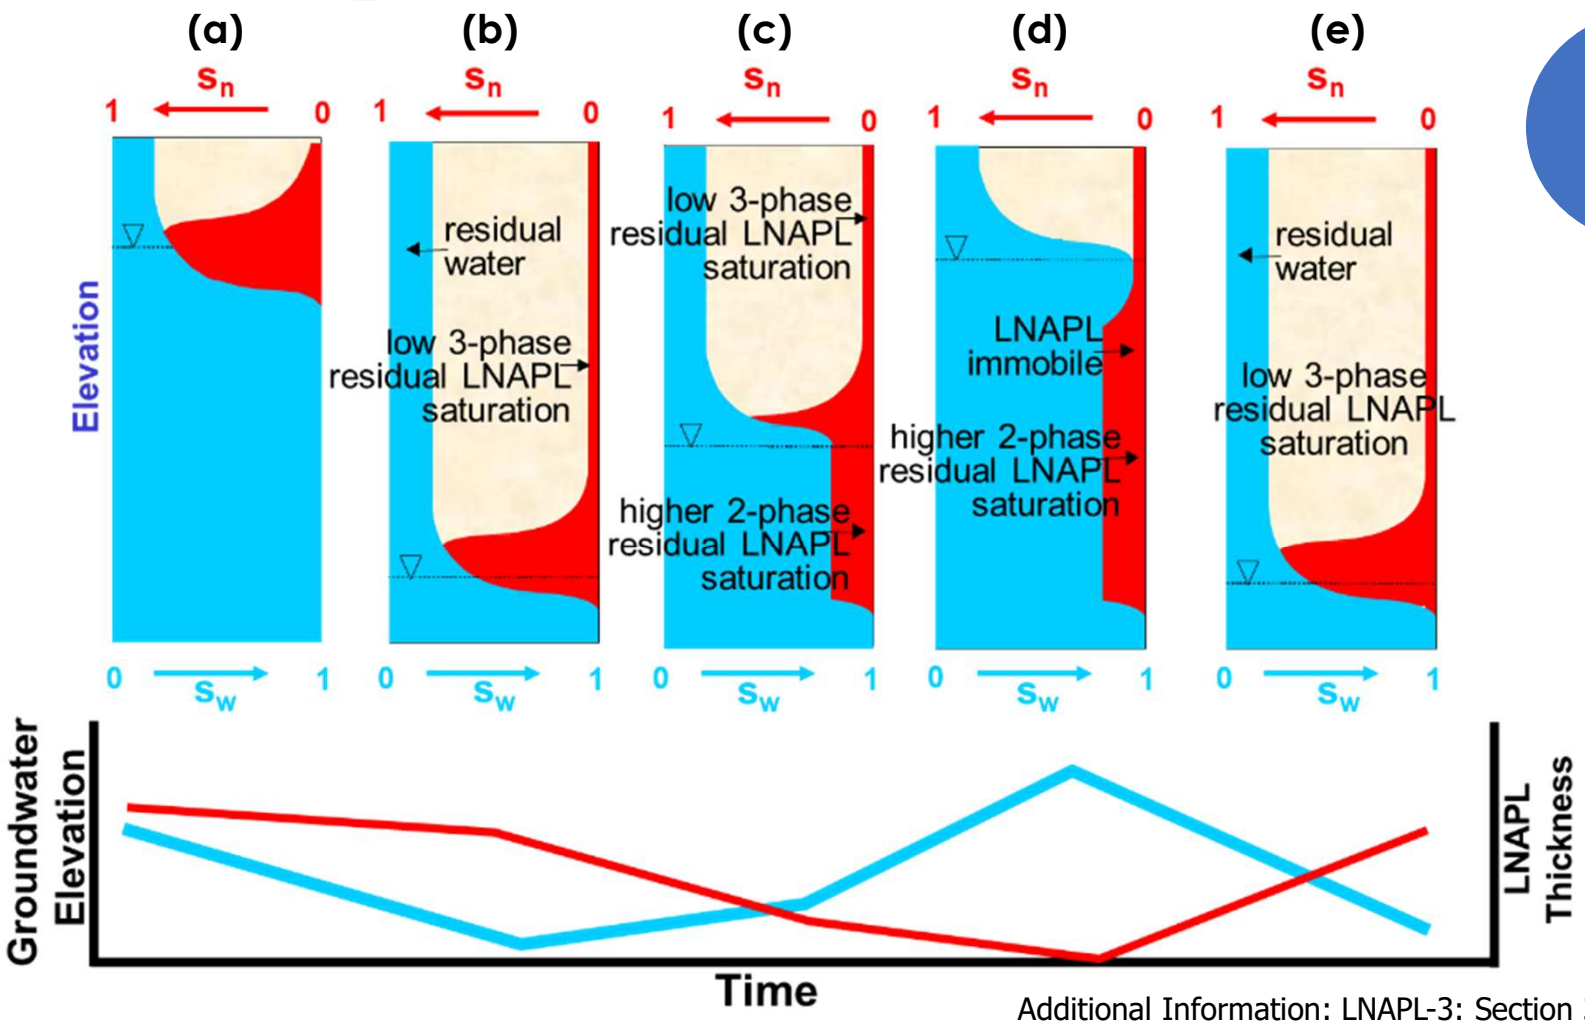 (a) (b) (c) (d) (e)
Sn Sn Sn Sn Sn
1 0 1 0 1 0 1 0 1 0
Elevation
residual
water
low 3-phase
residual LNAPL
saturation
low 3-phase
residual LNAPL
saturation
higher 2-phase
residual LNAPL
saturation
LNAPL
immobile
higher 2-phase
residual LNAPL
saturation
residual
water
low 3-phase
residual LNAPL
saturation
0 1 0 1 0 1 0 1 0 1
Sw Sw Sw Sw Sw
Groundwater
Elevation
LNAPL
Thickness
Time
Additional Information: LNAPL-3: Section